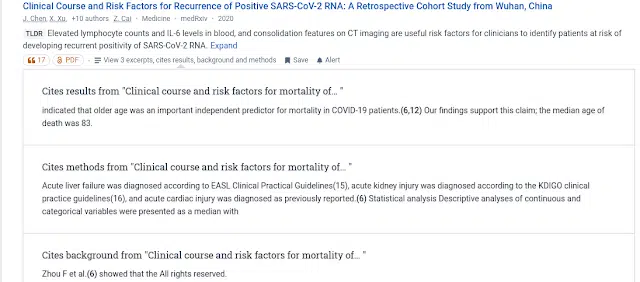 Clinical Course and Risk Factors for Recurrence of Positive SARS-CoV-2 RNA: A Retrospective Cohort Study from Wuhan, China
J. Chen, X. Xu, +10 authors Z. Cai · Medicine · medRxiv · 2020
TLDR Elevated lymphocyte counts and IL-6 levels in blood, and consolidation features on CT imaging are useful risk factors for clinicians to identify patients at risk of
developing recurrent positivity of SARS-CoV-2 RNA. Expand
17 PDF · View 3 excerpts, cites results, background and methods Save Alert
Cites results from "Clinical course and risk factors for mortality of... "
indicated that older age was an important independent predictor for mortality in COVID-19 patients.(6,12) Our findings support this claim; the median age of
death was 83.
Cites methods from "Clinical course and risk factors for mortality of... "
Acute liver failure was diagnosed according to EASL Clinical Practical Guidelines(15), acute kidney injury was diagnosed according to the KDIGO clinical
practice guidelines(16), and acute cardiac injury was diagnosed as previously reported.(6) Statistical analysis Descriptive analyses of continuous and
categorical variables were presented as a median with
Cites background from "Clinical course and risk factors for mortality of... "
Zhou F et al.(6) showed that the All rights reserved.